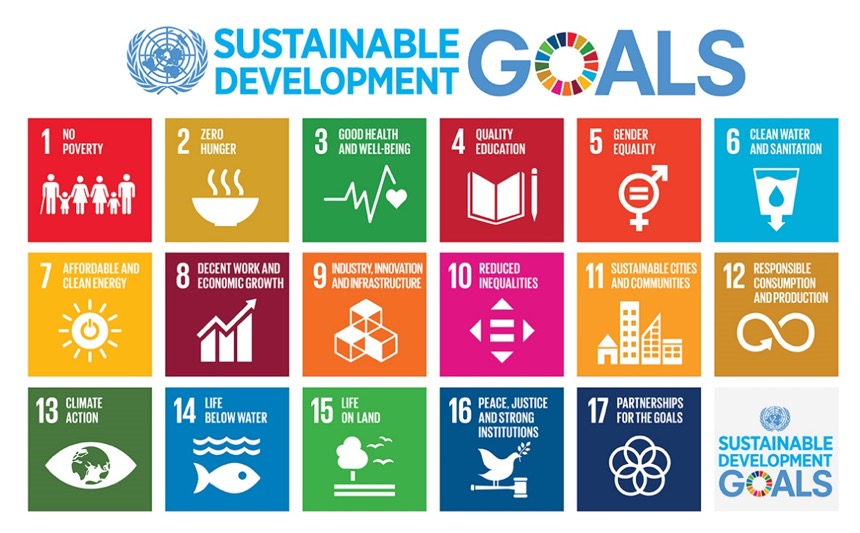 SUSTAINABLE
DEVELOPMENT
GOALS
1 NO
POVERTY
2 ZERO
HUNGER
3 GOOD HEALTH
AND WELL-BEING
4 QUALITY
EDUCATION
5 GENDER
EQUALITY
6 CLEAN WATER
AND SANITATION
7 AFFORDABLE AND
CLEAN ENERGY
8 DECENT WORK AND
ECONOMIC GROWTH
9 INDUSTRY, INNOVATION
AND INFRASTRUCTURE
10 REDUCED
INEQUALITIES
11 SUSTAINABLE CITIES
AND COMMUNITIES
12 RESPONSIBLE
CONSUMPTION
AND PRODUCTION
13 CLIMATE
ACTION
14 LIFE
BELOW WATER
15 LIFE
ON LAND
16 PEACE, JUSTICE
AND STRONG
INSTITUTIONS
17 PARTNERSHIPS
FOR THE GOALS
SUSTAINABLE
DEVELOPMENT
GOALS